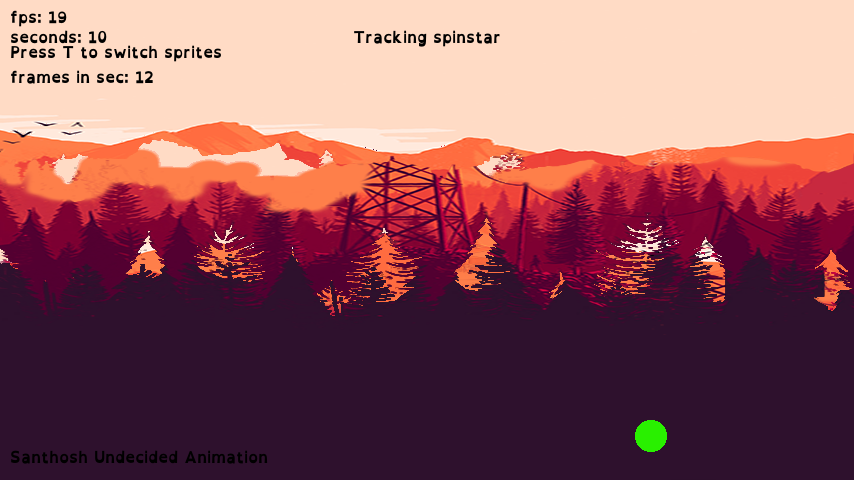 fps: 19
seconds: 10
Tracking spinstar
Press T to switch sprites
frames in sec: 12
Santhosh Undecided Animation